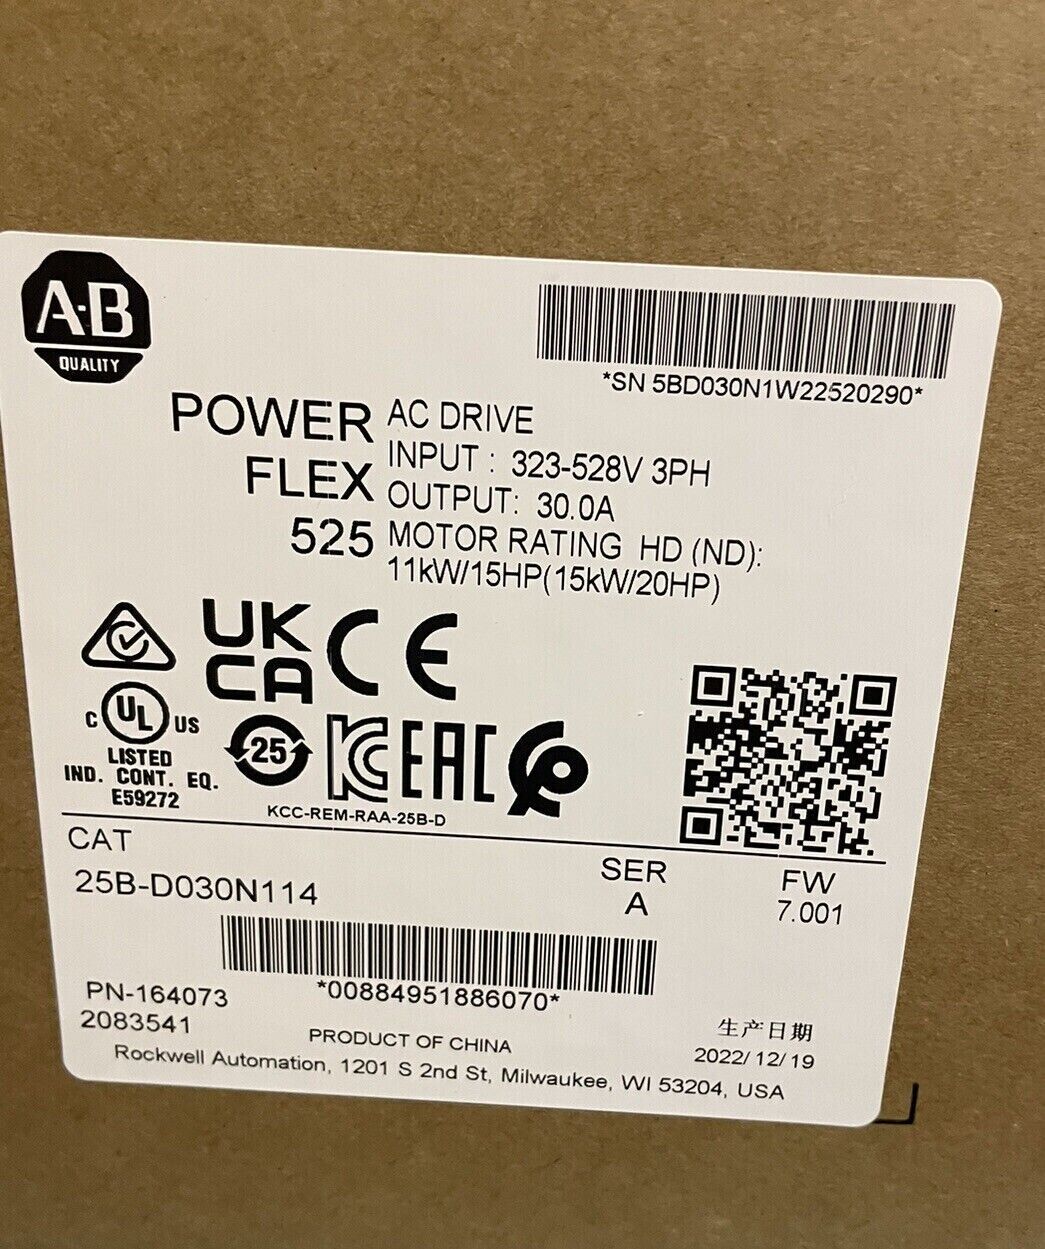 A-B
QUALITY
*SN 5BD030N1W22520290*
POWER
FLEX
525
AC DRIVE
INPUT : 323-528V 3PH
OUTPUT: 30.0A
MOTOR RATING HD (ND):
11kW/15HP(15kW/20HP)
UK
CA
CE
C UL US
LISTED
IND. CONT. EQ.
E59272
25
KC
EAC
KCC-REM-RAA-25B-D
CAT
25B-D030N114
SER
A
FW
7.001
*00884951886070*
PN-164073
2083541
PRODUCT OF CHINA
生产日期
2022/12/19
Rockwell Automation, 1201 S 2nd St, Milwaukee, WI 53204, USA